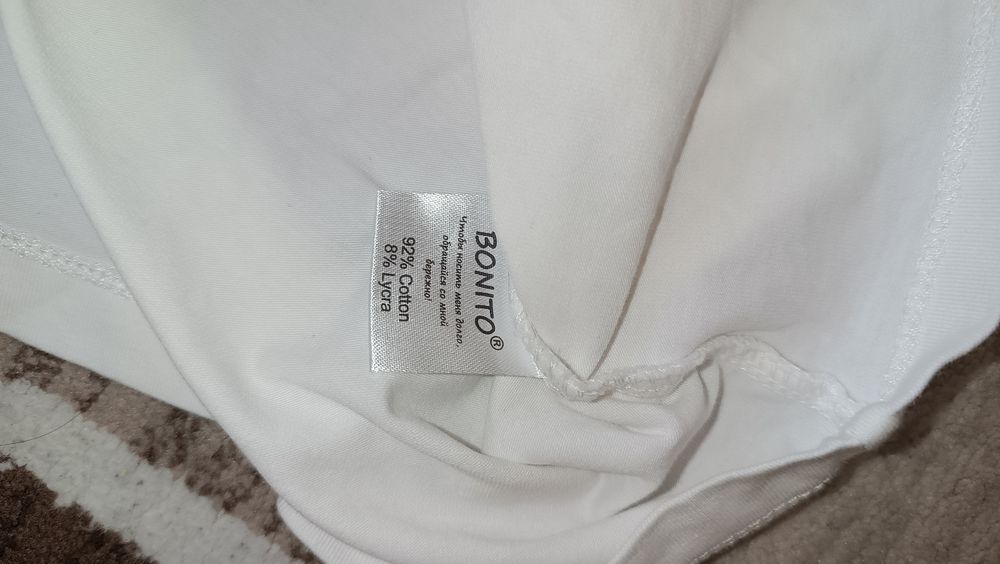 BONITO®
Чтобы носить меня долго,
обращайся со мной
бережно!
92% Cotton
8% Lycra